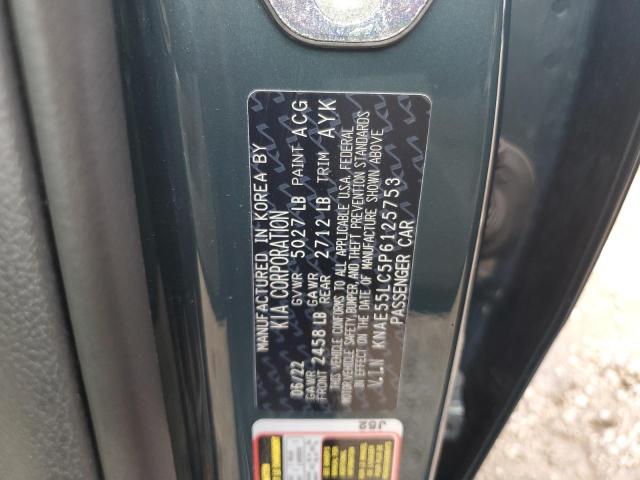 MANUFACTURED IN KOREA BY
KIA CORPORATION
06/22 GVWR 5027 LB PAINT ACG
GAWR FRONT 2458 LB GAWR REAR 2712 LB TRIM AYK
THIS VEHICLE CONFORMS TO ALL APPLICABLE U.S.A. FEDERAL
MOTOR VEHICLE SAFETY, BUMPER, AND THEFT PREVENTION STANDARDS
IN EFFECT ON THE DATE OF MANUFACTURE SHOWN ABOVE
V.I.N KNAE55LC5P6125753
PASSENGER CAR
J52